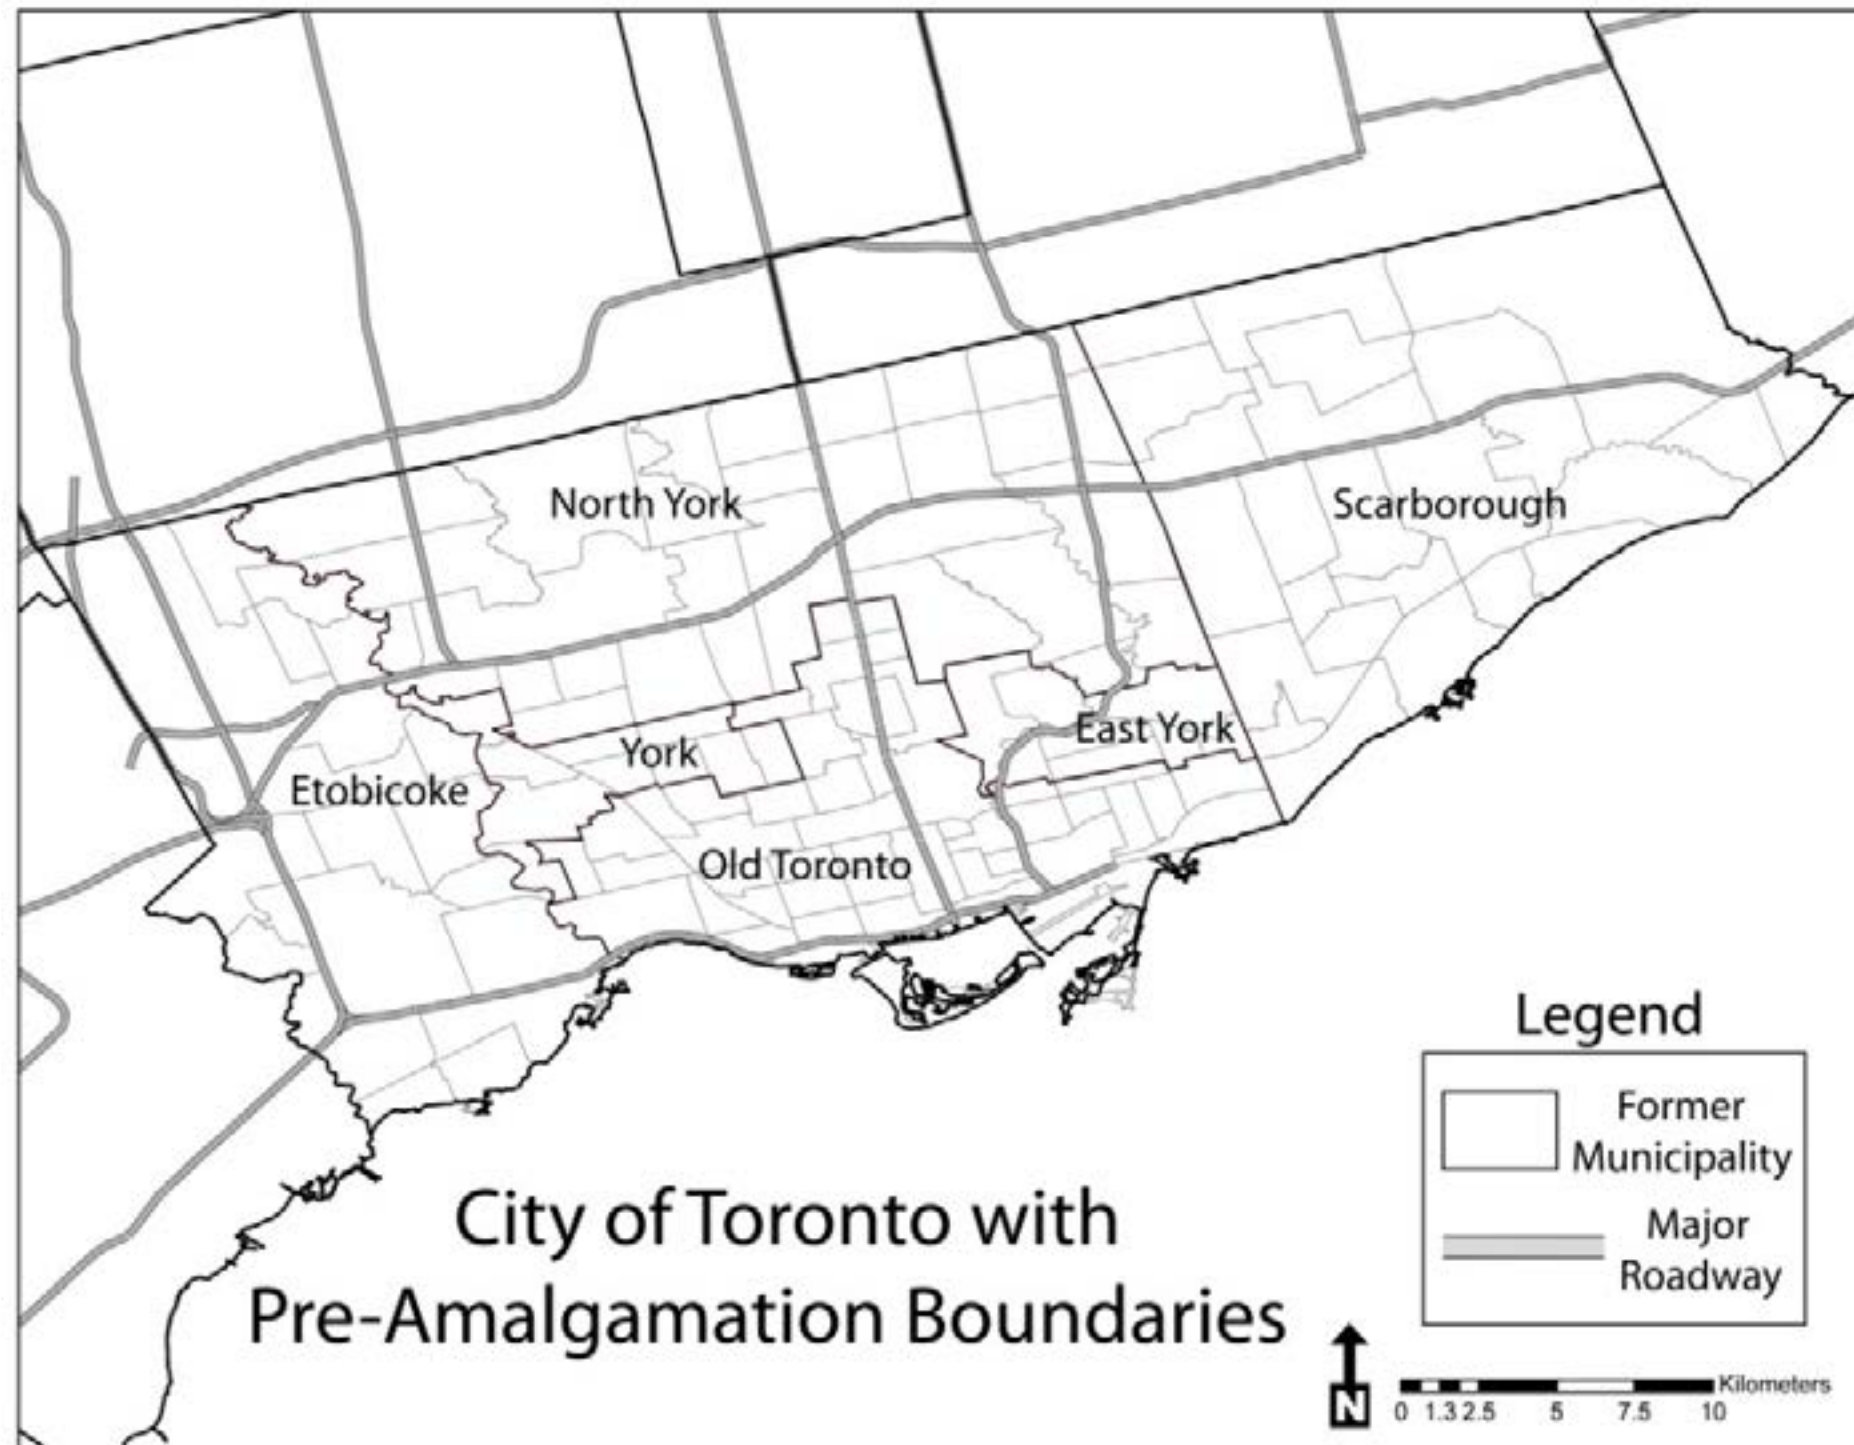 North York
Scarborough
East York
York
Etobicoke
Old Toronto
Legend
Former
Municipality
Major
Roadway
City of Toronto with
Pre-Amalgamation Boundaries
N
Kilometers
0 1.3 2.5 5 7.5 10